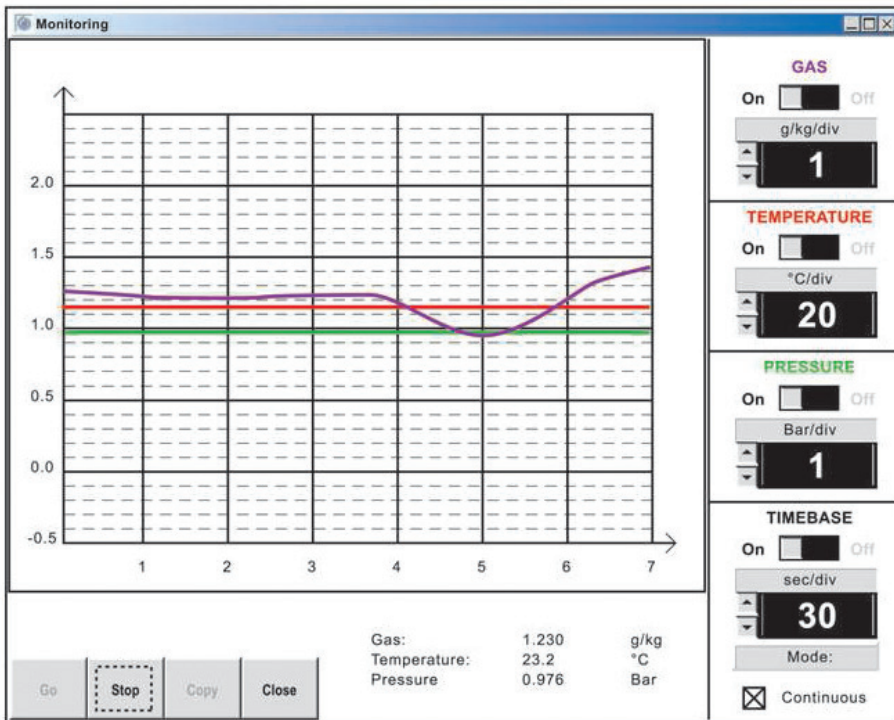 Monitoring
2.0
1.5
1.0
0.5
0.0
-0.5
1 2 3 4 5 6 7
GAS
On Off
g/kg/div
1
TEMPERATURE
On Off
°C/div
20
PRESSURE
On Off
Bar/div
1
TIMEBASE
On Off
sec/div
30
Mode:
Continuous
Gas: 1.230 g/kg
Temperature: 23.2 °C
Pressure 0.976 Bar
Go Stop Copy Close